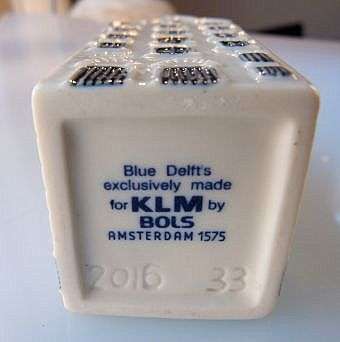 Blue Delft's
exclusively made
for KLM by
BOLS
AMSTERDAM 1575
2016 33